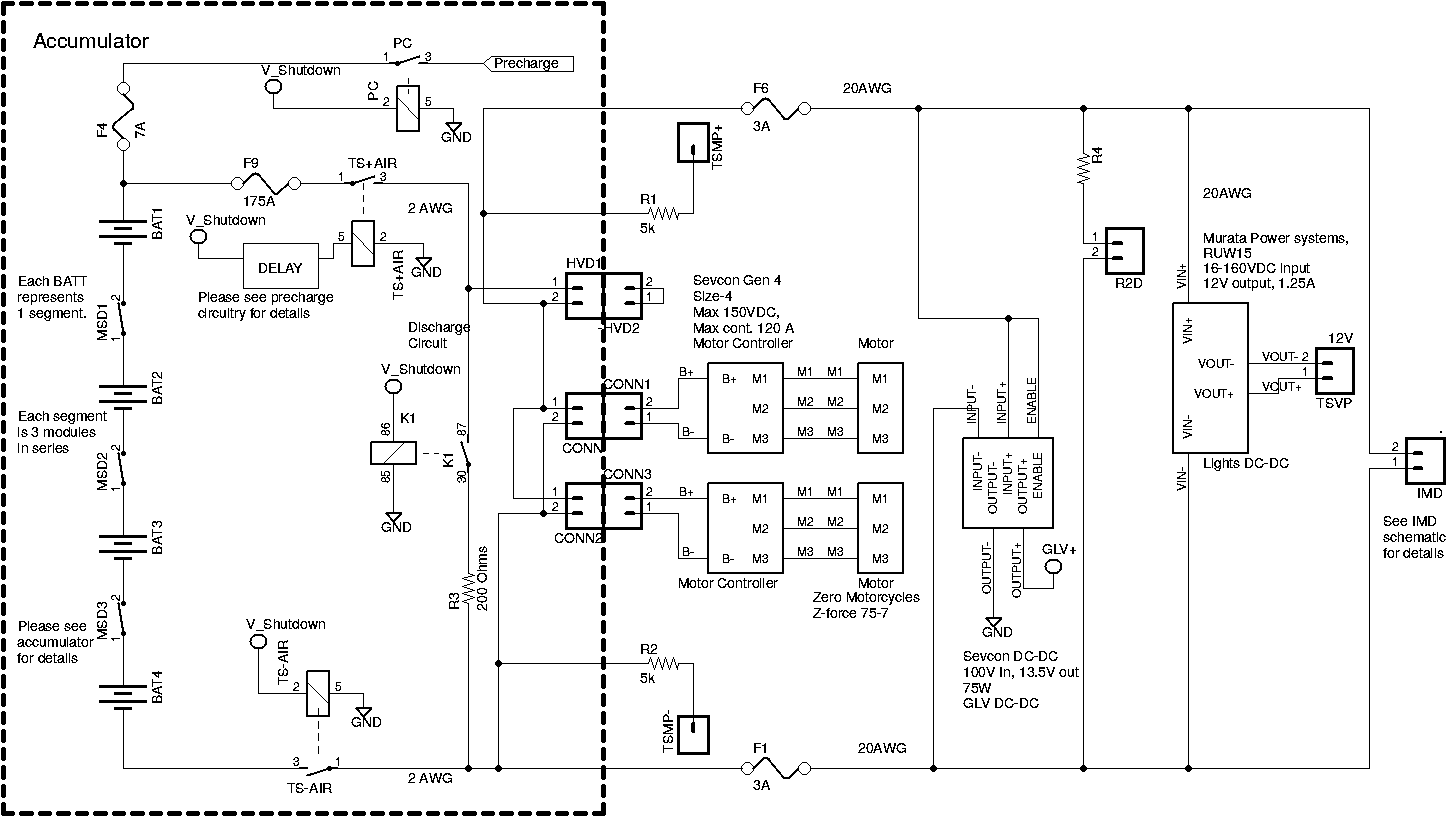 Accumulator
PC
1
3
Precharge
V_Shutdown
PC
2
5
GND
F4
7A
F9
175A
TS+AIR
1
3
2 AWG
V_Shutdown
DELAY
5
2
TS+AIR
GND
Please see precharge
circuitry for details
BAT1
Each BATT
represents
1 segment.
MSD1
2
1
BAT2
Each segment
is 3 modules
in series
MSD2
2
1
BAT3
MSD3
2
1
Please see
accumulator
for details
BAT4
Discharge
Circuit
V_Shutdown
K1
86
85
GND
K1
87
30
R3
200 Ohms
V_Shutdown
TS-AIR
2
5
GND
3
1
TS-AIR
2 AWG
HVD1
1
2
2
1
HVD2
CONN1
1
2
2
1
CONN
CONN3
1
2
2
1
CONN2
F6
3A
20AWG
TSMP+
R1
5k
Sevcon Gen 4
Size-4
Max 150VDC,
Max cont. 120 A
Motor Controller
Motor
B+
B+
M1
M1
M1
M1
M2
M2
B-
B-
M3
M3
M3
M3
B+
B+
M1
M1
M1
M1
M2
M2
B-
B-
M3
M3
M3
M3
Motor Controller
Motor
Zero Motorcycles
Z-force 75-7
R2
5k
TSMP-
F1
3A
20AWG
INPUT-
INPUT+
ENABLE
INPUT-
OUTPUT-
INPUT+
OUTPUT+
ENABLE
OUTPUT-
OUTPUT+
GLV+
GND
Sevcon DC-DC
100V in, 13.5V out
75W
GLV DC-DC
R4
1
2
R2D
20AWG
Murata Power systems,
RUW15
16-160VDC input
12V output, 1.25A
VIN+
VIN+
VOUT-
VOUT+
VIN-
VIN-
VOUT-
2
VOUT+
1
12V
TSVP
Lights DC-DC
2
1
IMD
See IMD
schematic
for details